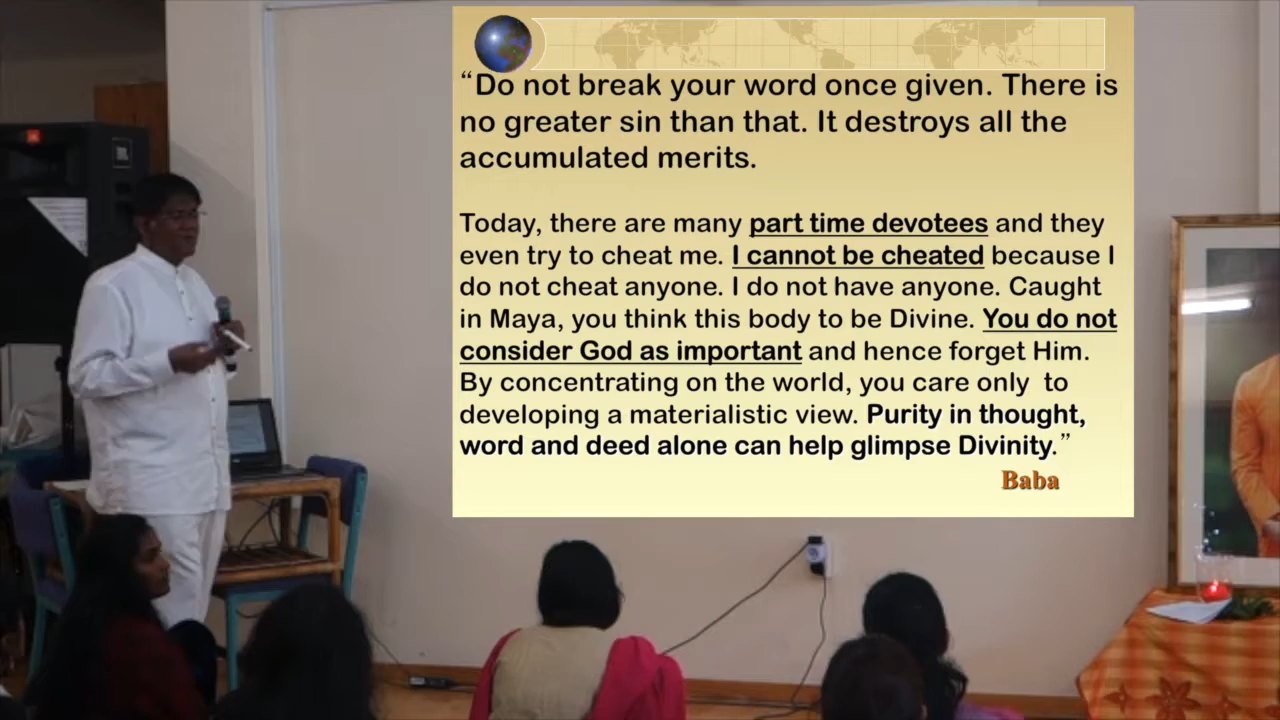 JBL
“Do not break your word once given. There is
no greater sin than that. It destroys all the
accumulated merits.
Today, there are many part time devotees and they
even try to cheat me. I cannot be cheated because I
do not cheat anyone. I do not have anyone. Caught
in Maya, you think this body to be Divine. You do not
consider God as important and hence forget Him.
By concentrating on the world, you care only to
developing a materialistic view. Purity in thought,
word and deed alone can help glimpse Divinity.”
Baba